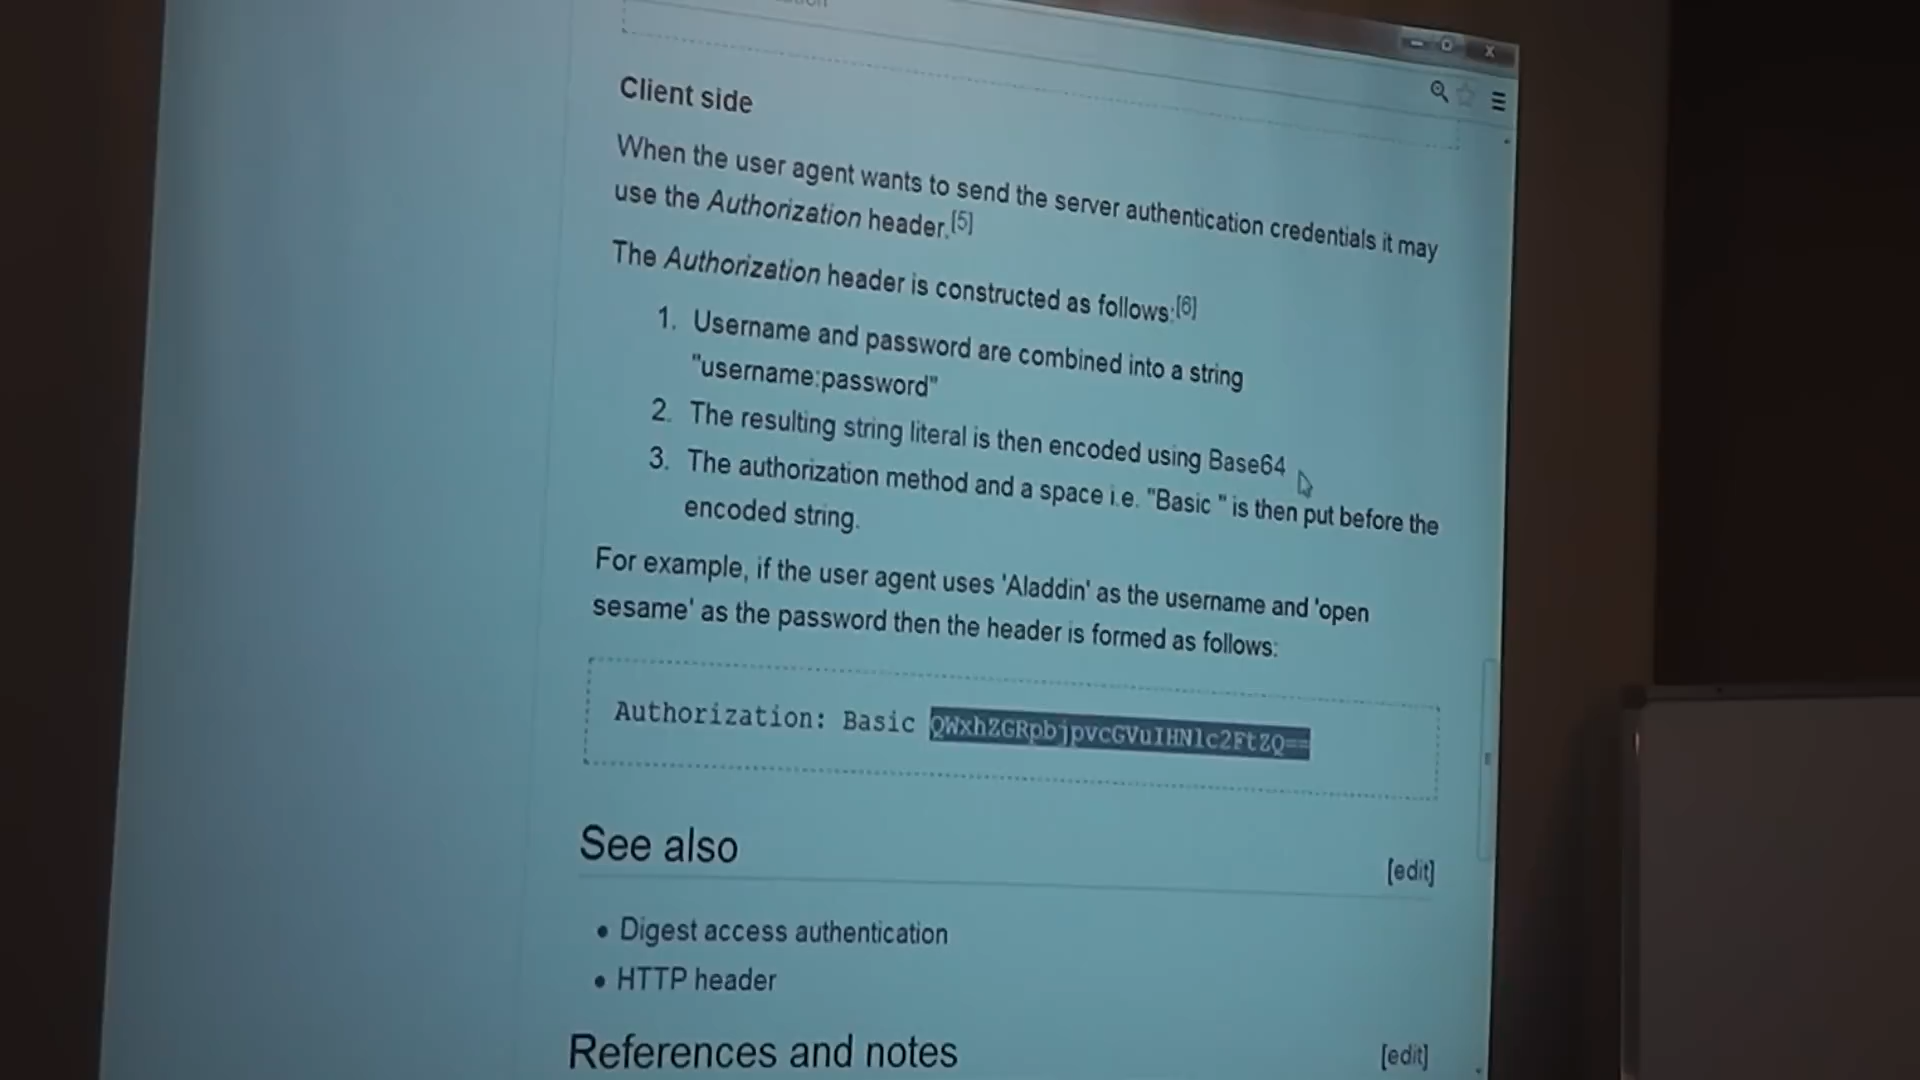 Client side
When the user agent wants to send the server authentication credentials it may
use the Authorization header.[5]
The Authorization header is constructed as follows:[6]
1. Username and password are combined into a string
"username:password"
2. The resulting string literal is then encoded using Base64
3. The authorization method and a space i.e. "Basic " is then put before the
encoded string.
For example, if the user agent uses 'Aladdin' as the username and 'open
sesame' as the password then the header is formed as follows:
Authorization: Basic QWxhZGRpbjpvcGVuIHNlc2FtZQ==
See also
[edit]
• Digest access authentication
• HTTP header
References and notes
[edit]